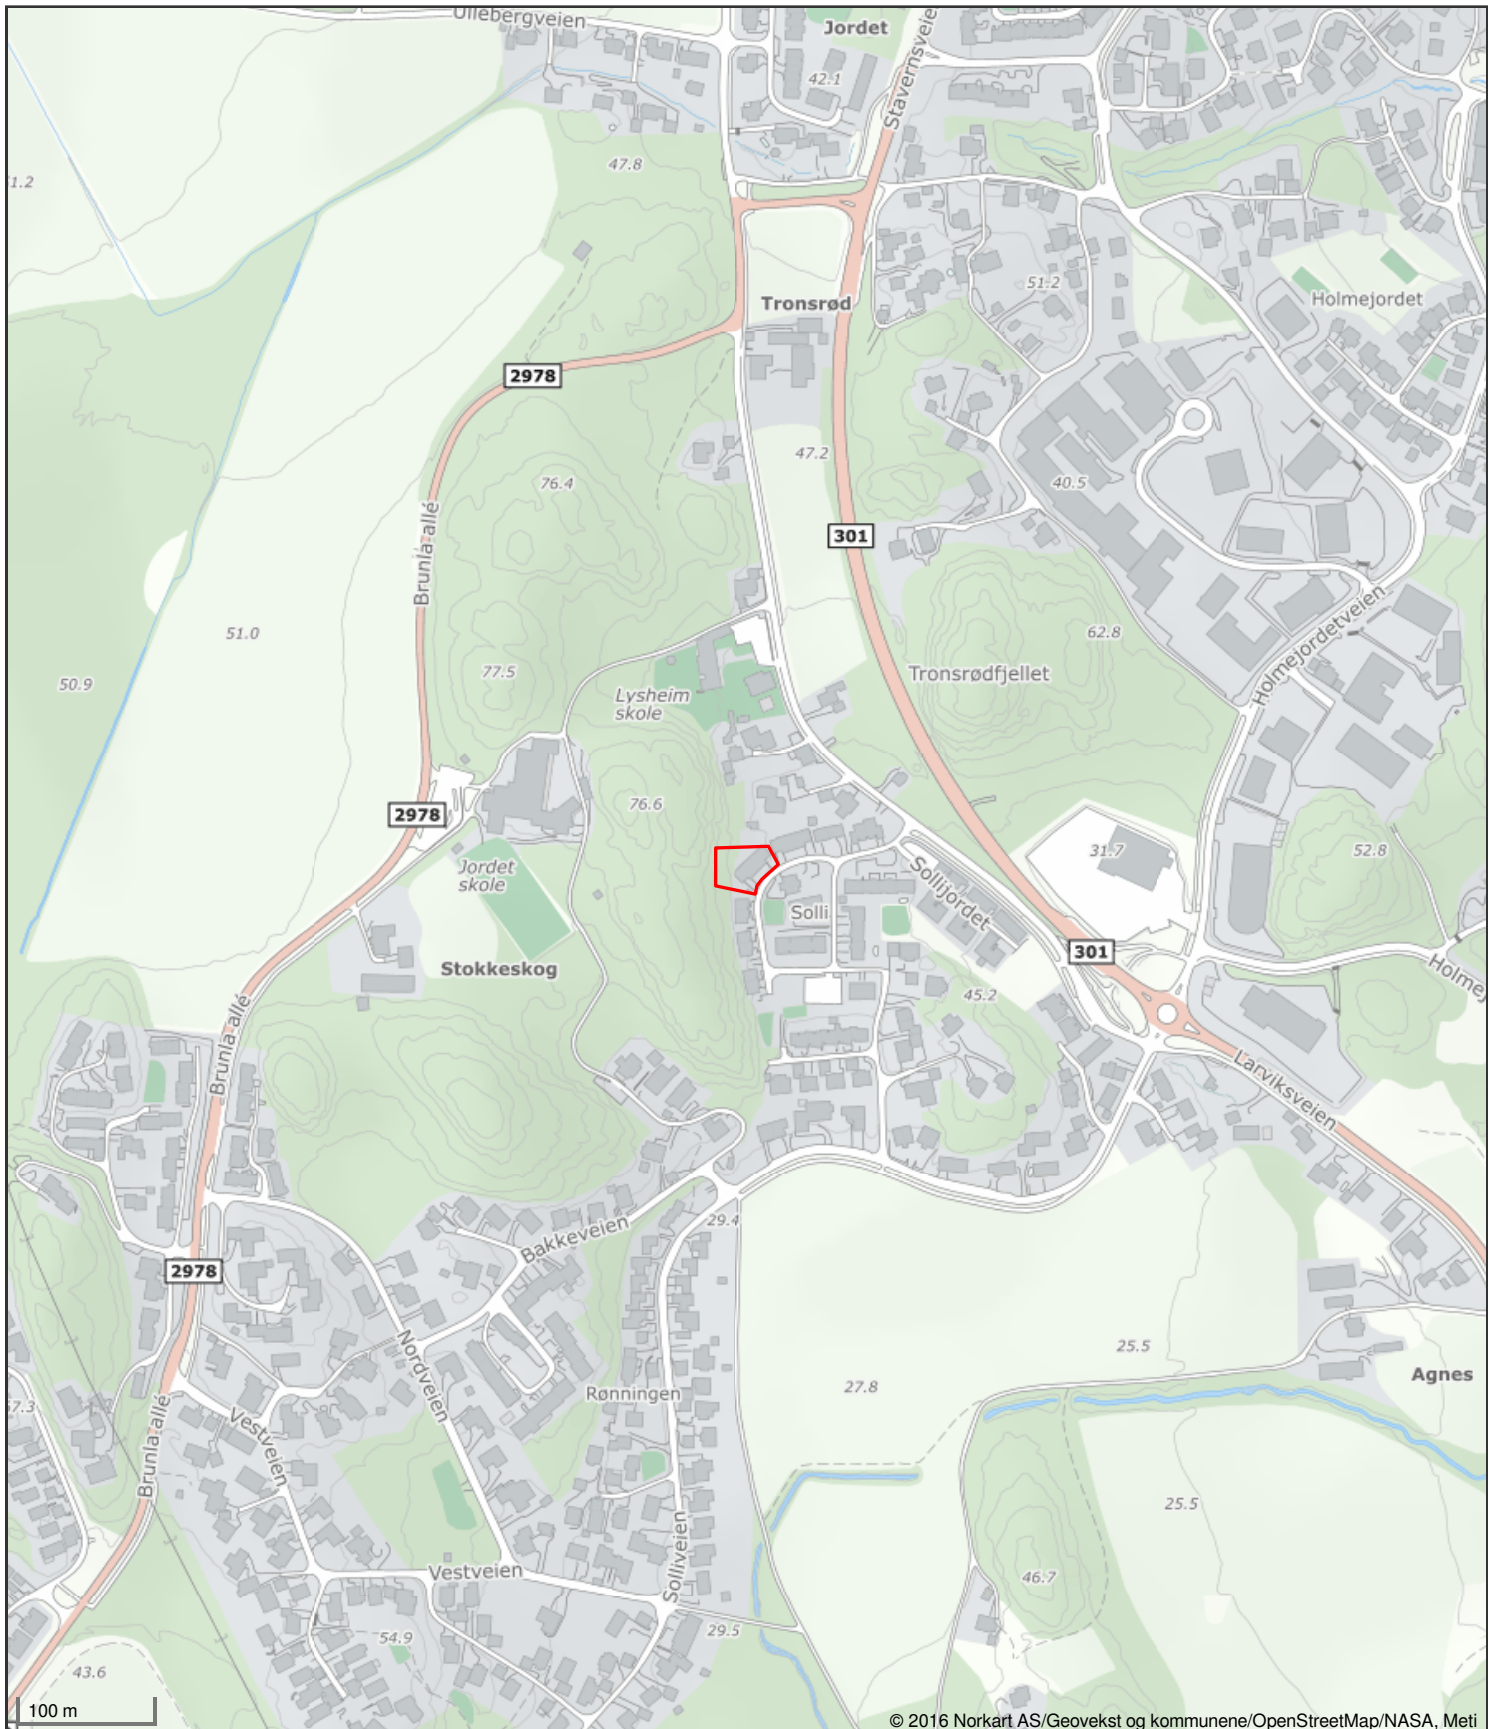 Ullebergveien
Jordet
Stavernsveie
42.1
47.8
1.2
51.2
Holmejordet
Tronsrød
2978
47.2
76.4
40.5
301
Brunla allé
Holmejordetveien
51.0
62.8
77.5
Tronsrødfjellet
50.9
Lysheim
skole
76.6
2978
31.7
52.8
Jordet
skole
Sollijordet
Solli
301
Stokkeskog
Holmej
45.2
Brunla allé
Larviksveien
29.4
Bakkeveien
2978
25.5
Nordveien
27.8
Agnes
Rønningen
7.3
Vestveien
Brunla allé
25.5
Solliveien
Vestveien
46.7
29.5
54.9
43.6
100 m
© 2016 Norkart AS/Geovekst og kommunene/OpenStreetMap/NASA, Meti